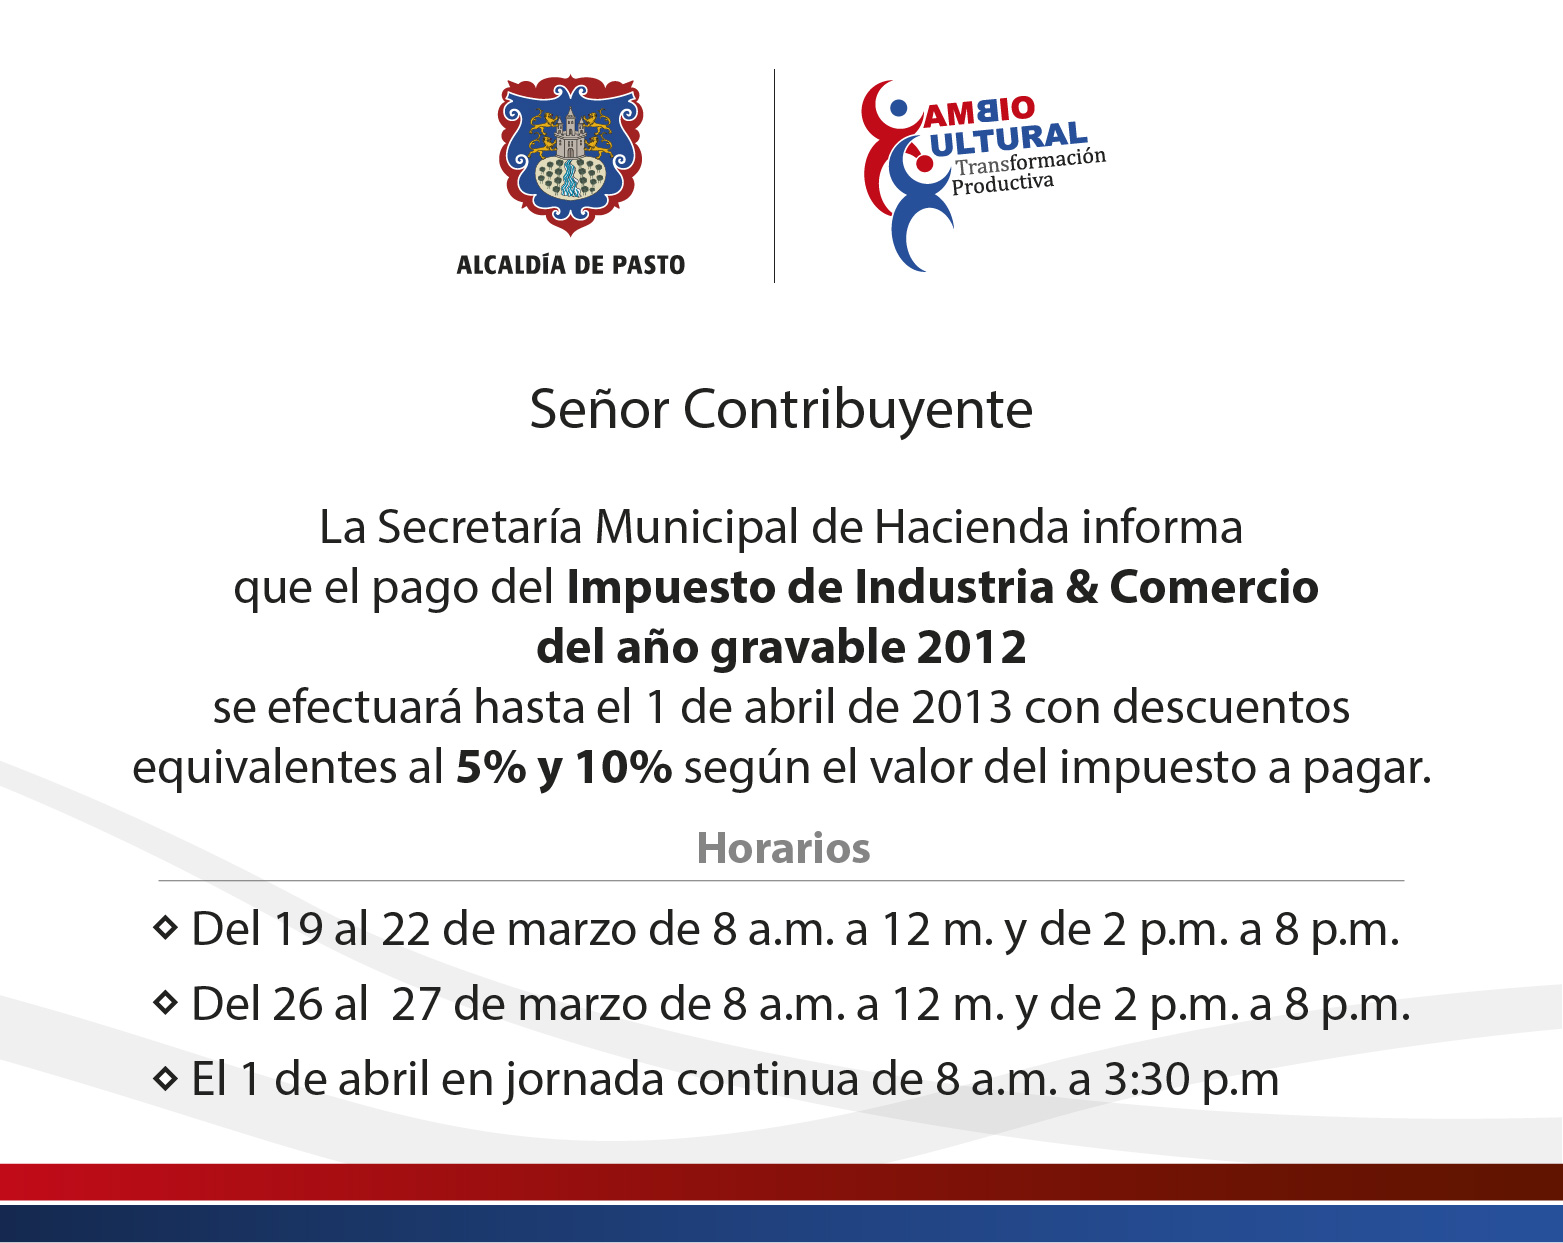 ALCALDÍA DE PASTO
CAMBIO
CULTURAL
Transformación
Productiva
Señor Contribuyente
La Secretaría Municipal de Hacienda informa
que el pago del Impuesto de Industria & Comercio
del año gravable 2012
se efectuará hasta el 1 de abril de 2013 con descuentos
equivalentes al 5% y 10% según el valor del impuesto a pagar.
Horarios
Del 19 al 22 de marzo de 8 a.m. a 12 m. y de 2 p.m. a 8 p.m.
Del 26 al 27 de marzo de 8 a.m. a 12 m. y de 2 p.m. a 8 p.m.
El 1 de abril en jornada continua de 8 a.m. a 3:30 p.m